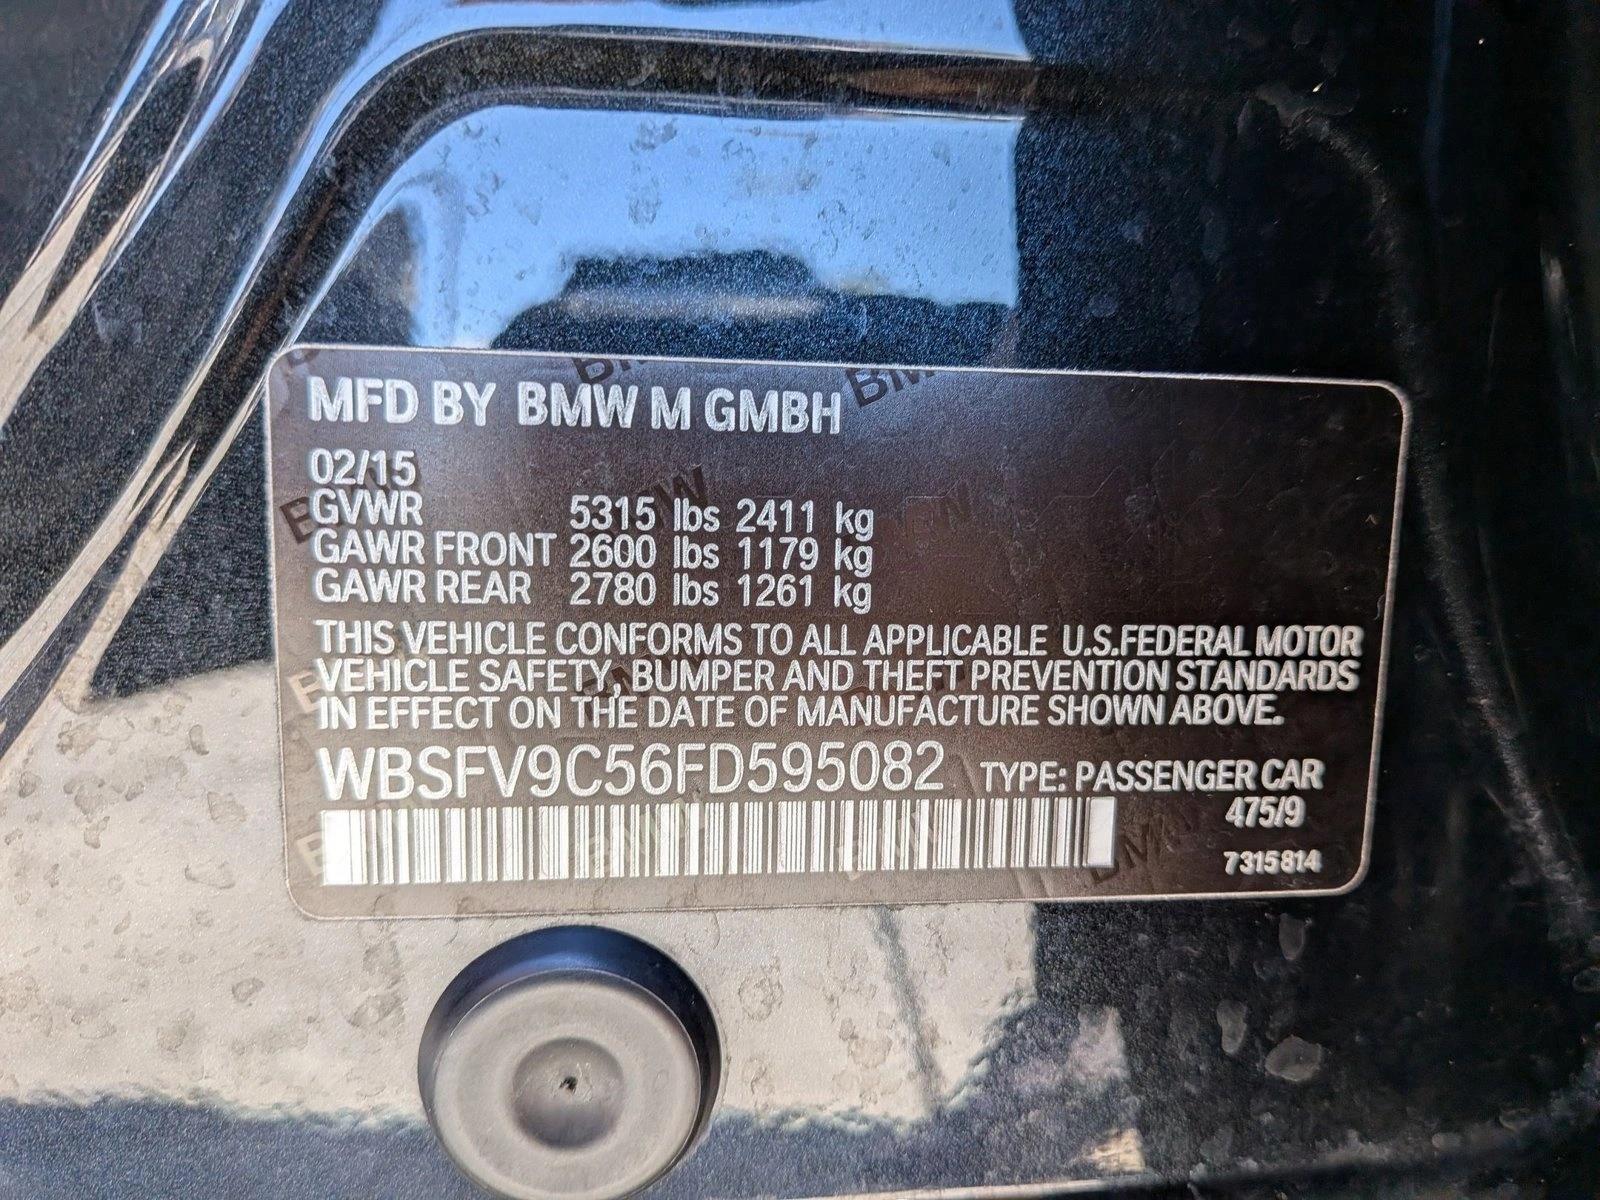 MFD BY BMW M GMBH
02/15
GVWR 5315 lbs 2411 kg
GAWR FRONT 2600 lbs 1179 kg
GAWR REAR 2780 lbs 1261 kg
THIS VEHICLE CONFORMS TO ALL APPLICABLE U.S.FEDERAL MOTOR
VEHICLE SAFETY, BUMPER AND THEFT PREVENTION STANDARDS
IN EFFECT ON THE DATE OF MANUFACTURE SHOWN ABOVE.
WBSFV9C56FD595082 TYPE: PASSENGER CAR
475/9
7315814